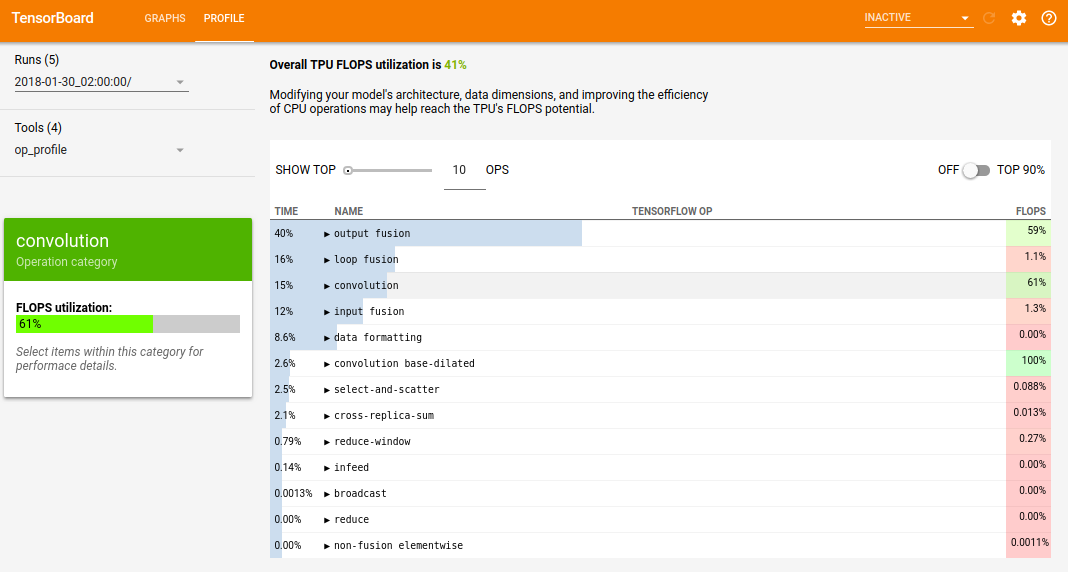 TensorBoard GRAPHS PROFILE INACTIVE
Runs (5)
2018-01-30_02:00:00/
Tools (4)
op_profile
convolution
Operation category
FLOPS utilization:
61%
Select items within this category for
performace details.
Overall TPU FLOPS utilization is 41%
Modifying your model's architecture, data dimensions, and improving the efficiency
of CPU operations may help reach the TPU's FLOPS potential.
SHOW TOP 10 OPS OFF TOP 90%
TIME NAME TENSORFLOW OP FLOPS
40% output fusion 59%
16% loop fusion 1.1%
15% convolution 61%
12% input fusion 1.3%
8.6% data formatting 0.00%
2.6% convolution base-dilated 100%
2.5% select-and-scatter 0.088%
2.1% cross-replica-sum 0.013%
0.79% reduce-window 0.27%
0.14% infeed 0.00%
0.0013% broadcast 0.00%
0.00% reduce 0.00%
0.00% non-fusion elementwise 0.0011%